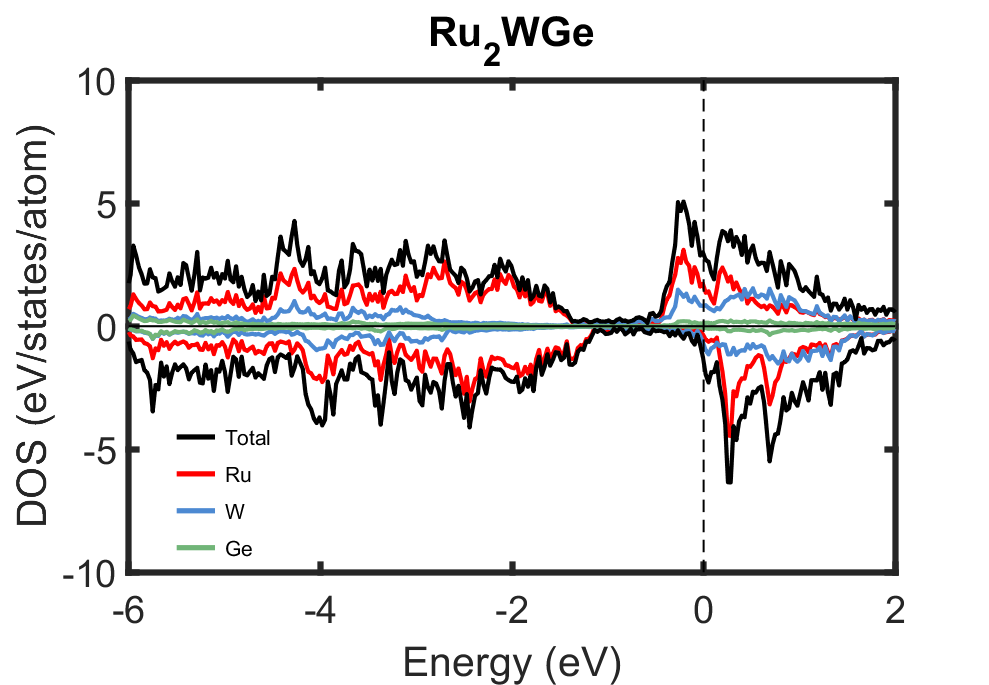 Ru2WGe
10
5
0
-5
-10
DOS (eV/states/atom)
Total
Ru
W
Ge
-6 -4 -2 0 2
Energy (eV)